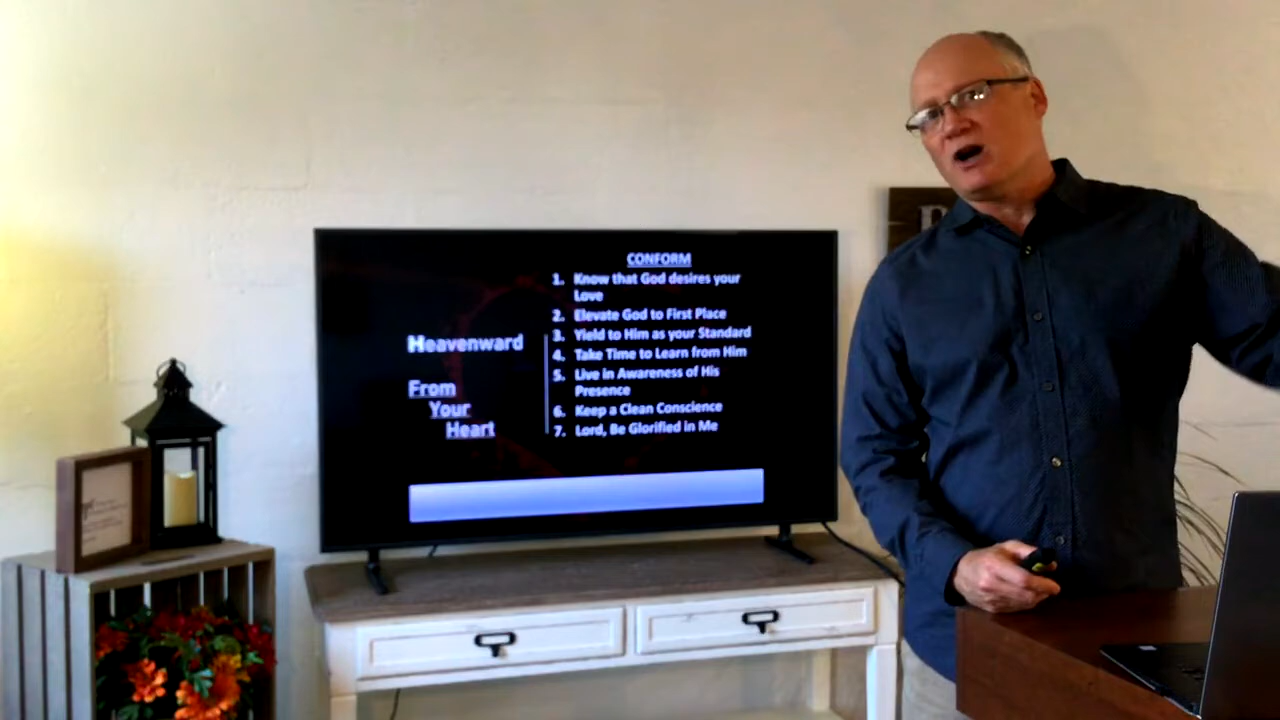 CONFORM
1. Know that God desires your
Love
2. Elevate God to First Place
3. Yield to Him as your Standard
4. Take Time to Learn from Him
5. Live in Awareness of His
Presence
6. Keep a Clean Conscience
7. Lord, Be Glorified in Me
Heavenward
From
Your
Heart